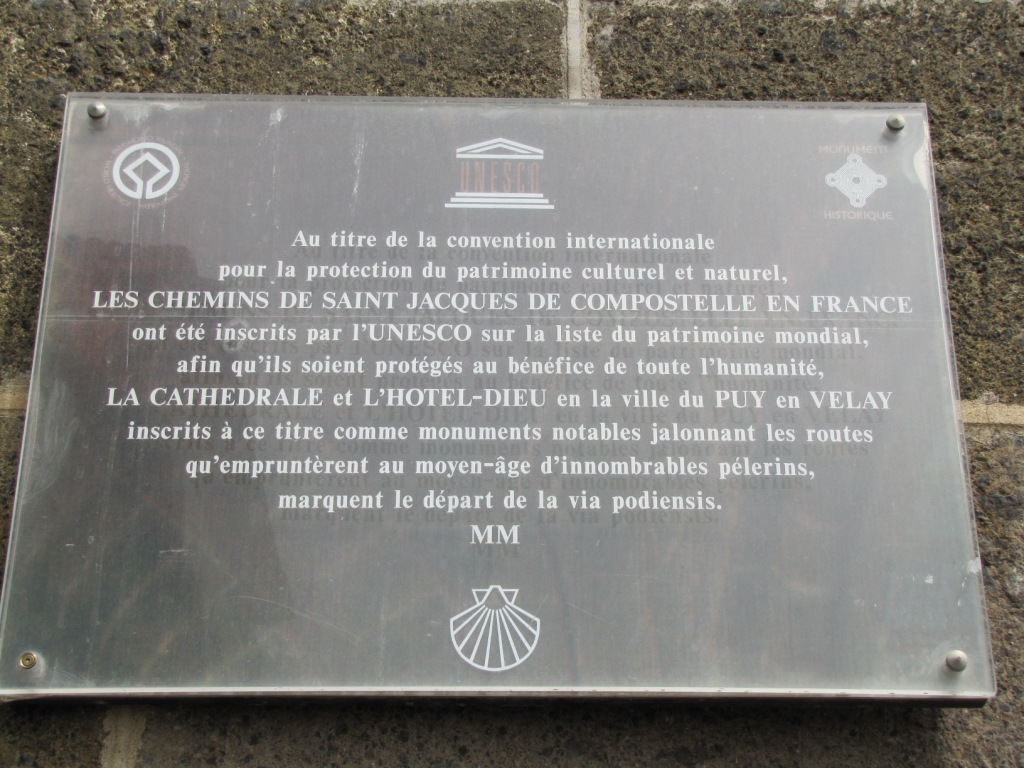 UNESCO
MONUMENT
HISTORIQUE
Au titre de la convention internationale
pour la protection du patrimoine culturel et naturel,
LES CHEMINS DE SAINT JACQUES DE COMPOSTELLE EN FRANCE
ont été inscrits par l'UNESCO sur la liste du patrimoine mondial,
afin qu'ils soient protégés au bénéfice de toute l'humanité,
LA CATHEDRALE et L'HOTEL-DIEU en la ville du PUY en VELAY
inscrits à ce titre comme monuments notables jalonnant les routes
qu'empruntèrent au moyen-âge d'innombrables pélerins,
marquent le départ de la via podiensis.
MM